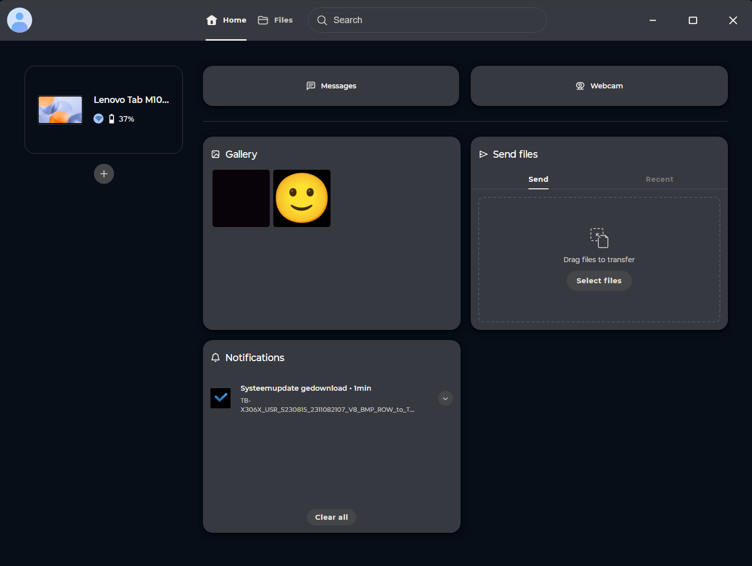 Home
Files
Search
Lenovo Tab M10...
37%
Messages
Webcam
Gallery
Send files
Send
Recent
Drag files to transfer
Select files
Notifications
Systeemupdate gedownload • 1min
TB-
X306X_USR_S230815_2311082107_V8_BMP_ROW_to_T...
Clear all